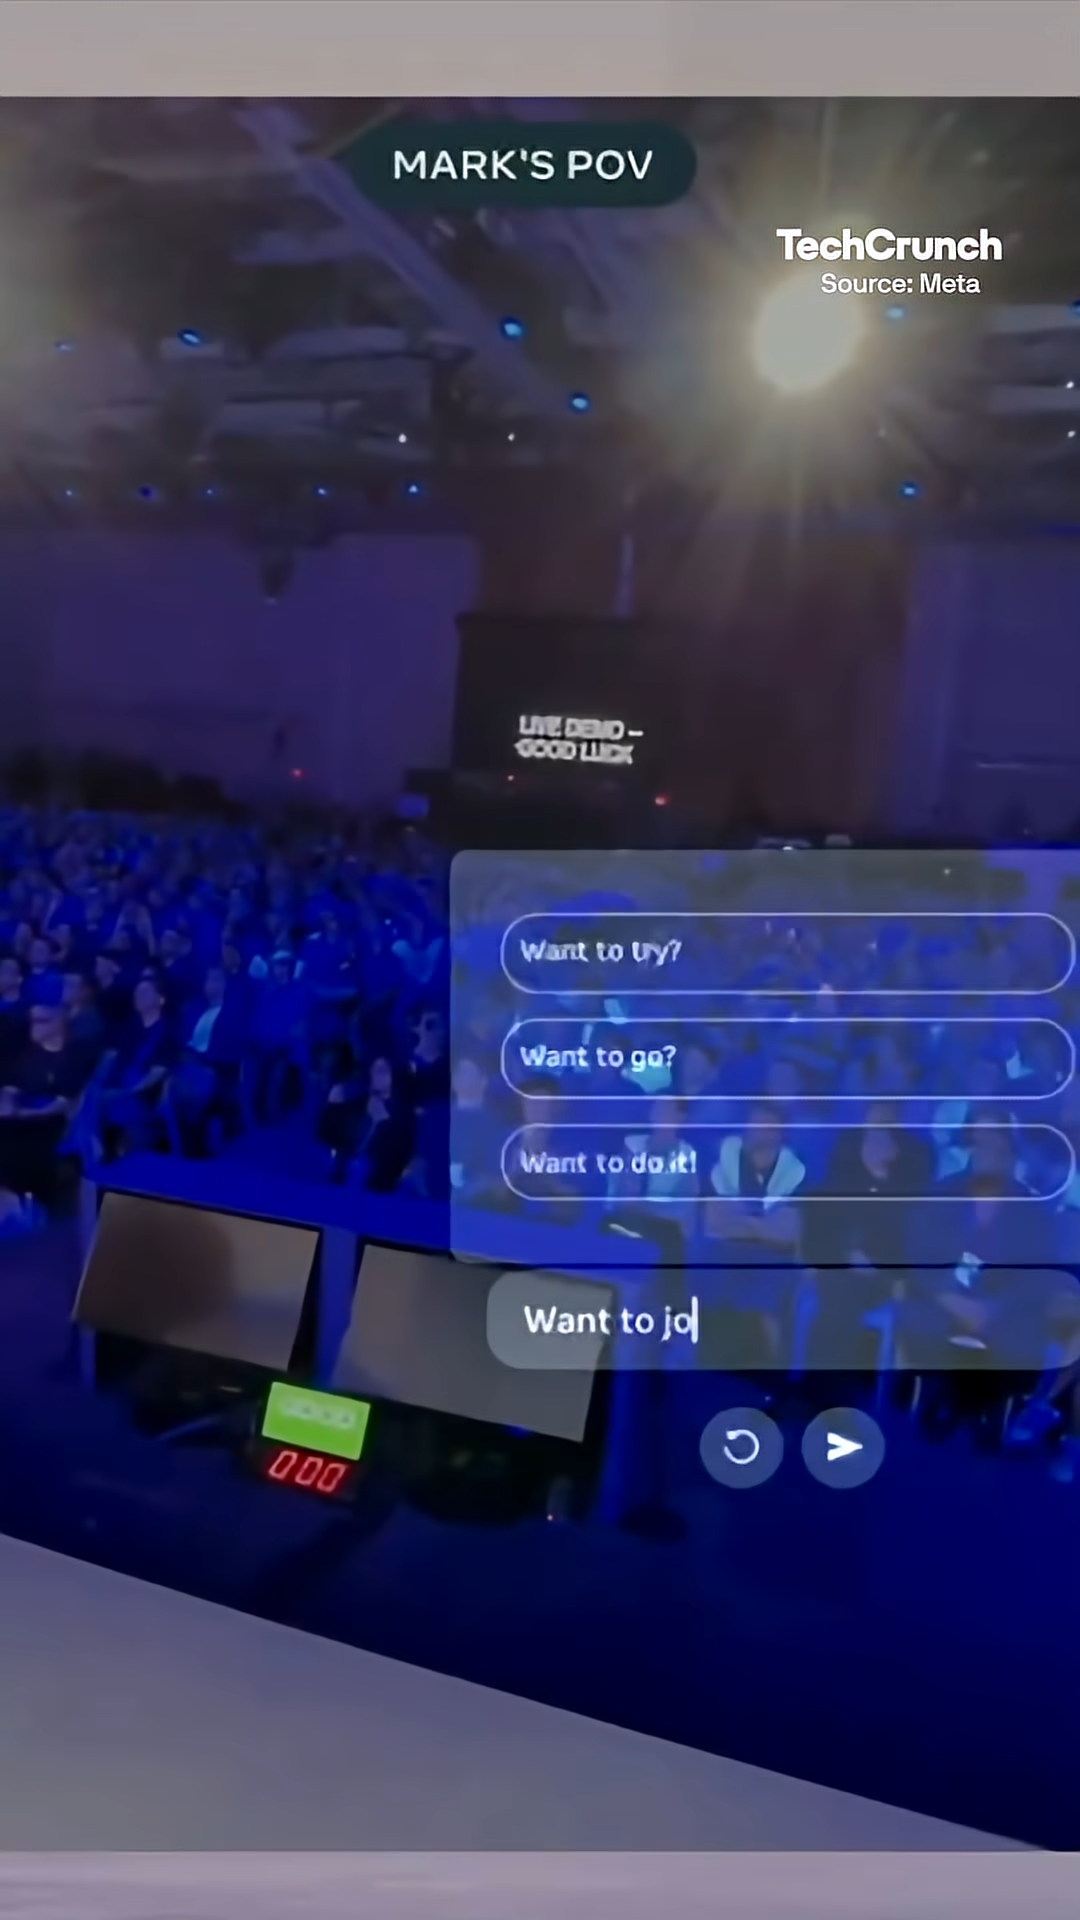 MARK'S POV
TechCrunch
Source: Meta
LIVE DEMO –
GOOD LUCK
Want to try?
Want to go?
Want to do it!
Want to jo
000